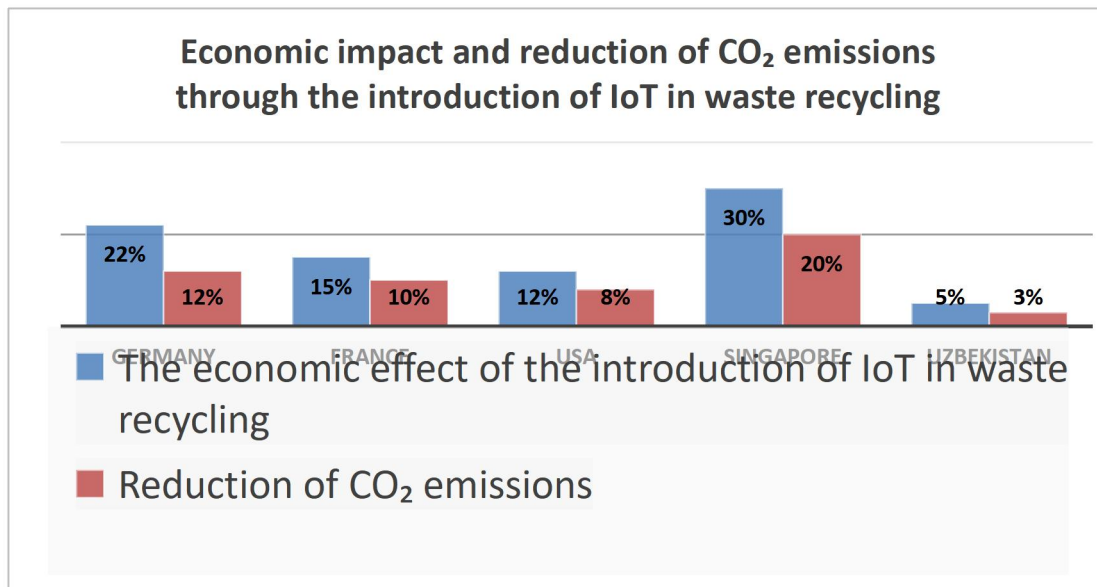 Economic impact and reduction of CO₂ emissions
through the introduction of IoT in waste recycling
22%
12%
15%
10%
12%
8%
30%
20%
5%
3%
GERMANY
FRANCE
USA
SINGAPORE
UZBEKISTAN
The economic effect of the introduction of IoT in waste
recycling
Reduction of CO₂ emissions